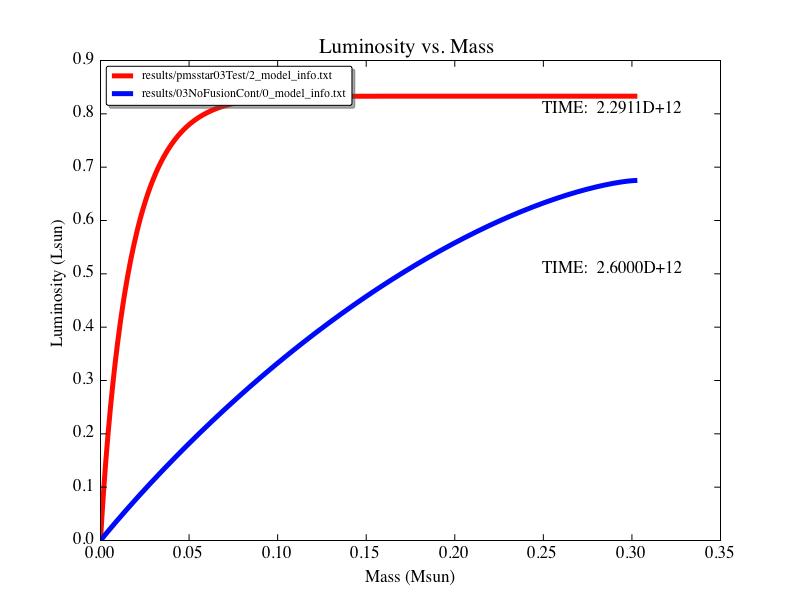 Luminosity vs. Mass
0.9
results/pmsstar03Test/2_model_info.txt
results/03NoFusionCont/0_model_info.txt
TIME:  2.2911D+12
0.8
0.7
0.6
TIME:  2.6000D+12
0.5
Luminosity (Lsun)
0.4
0.3
0.2
0.1
0.0
0.00 0.05 0.10 0.15 0.20 0.25 0.30 0.35
Mass (Msun)